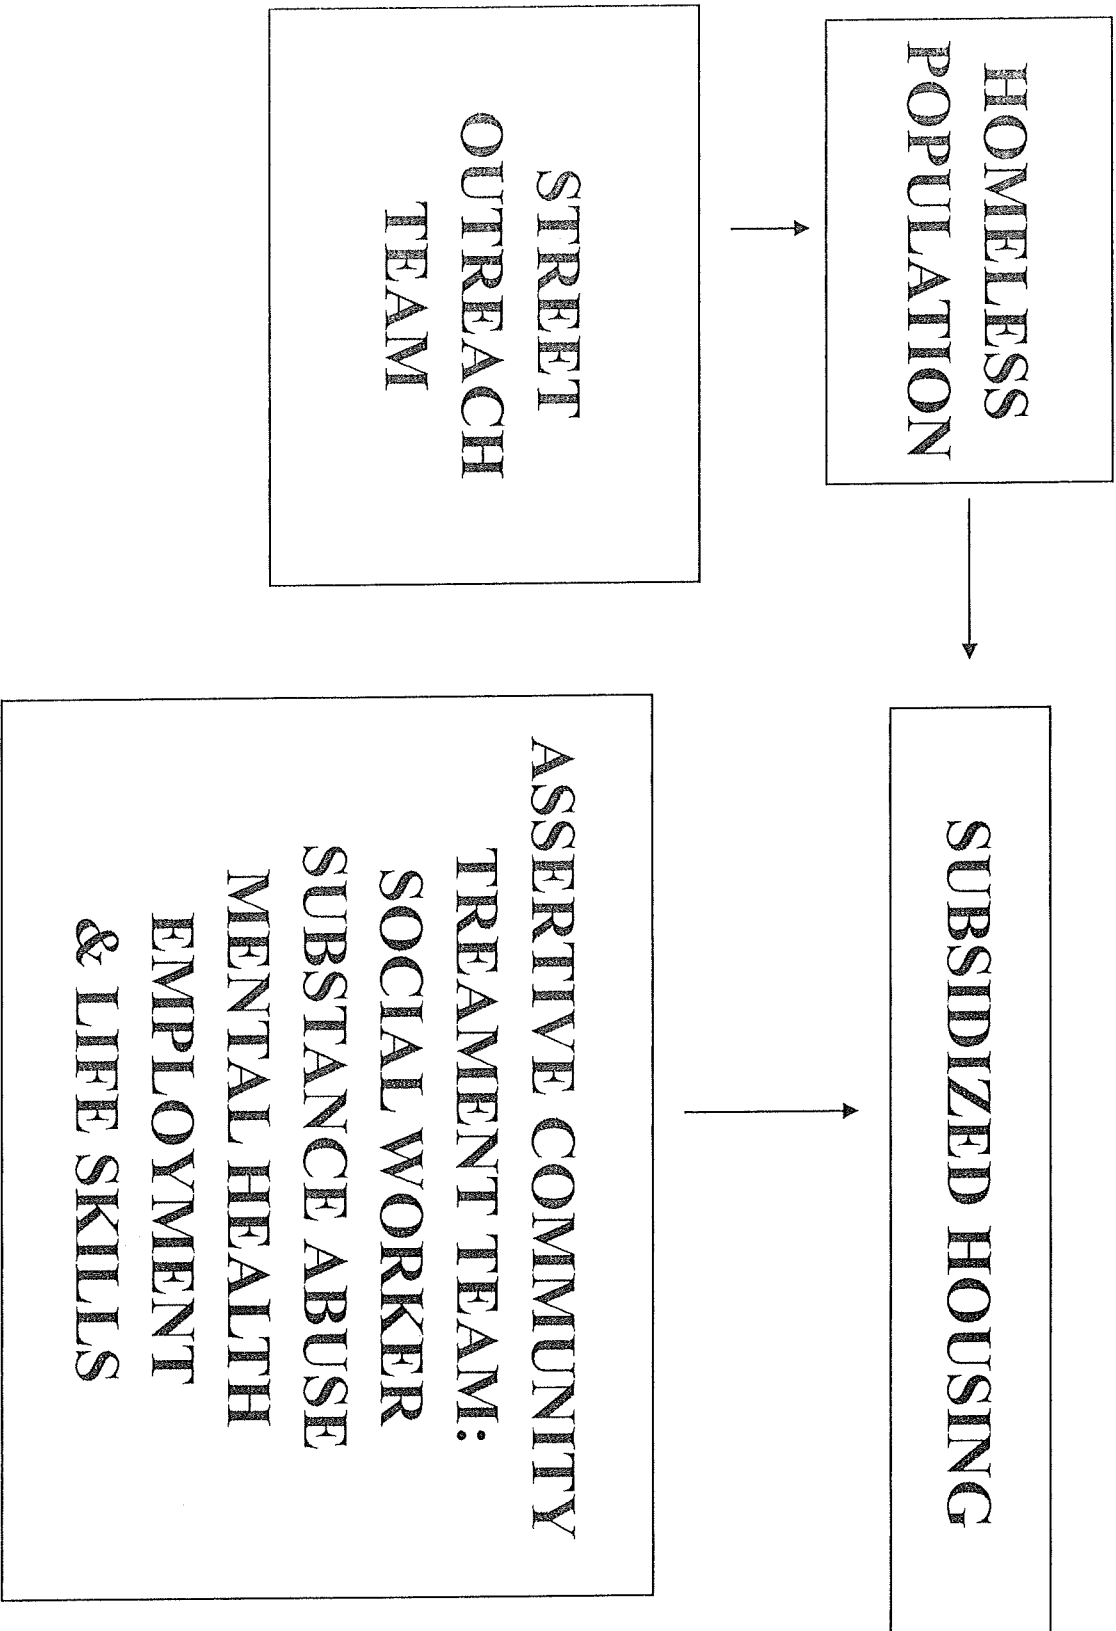 HOMELESS
POPULATION
SUBSIDIZED HOUSING
STREET
OUTREACH
TEAM
ASSERTIVE COMMUNITY
TREAMENT TEAM:
SOCIAL WORKER
SUBSTANCE ABUSE
MENTAL HEALTH
EMPLOYMENT
& LIFE SKILLS